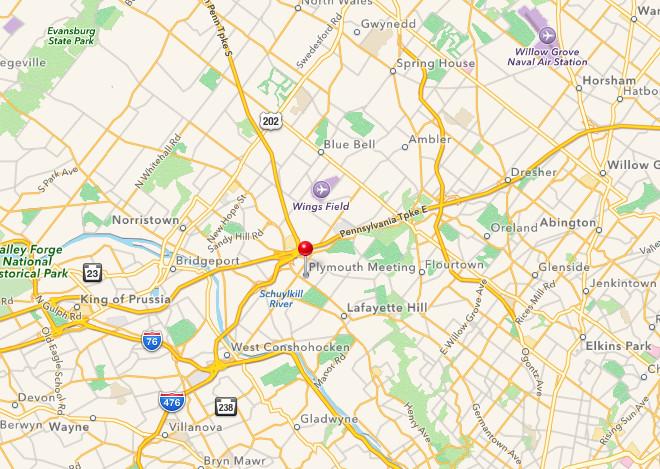 North Wales
Gwynedd
Evansburg
State Park
Penn Tpke S
Swedesford Rd
Willow Grove
Naval Air Station
egeville
Spring House
Horsham
Hatbo
202
Blue Bell
Ambler
N Whitehall Rd
S Park Ave
Dresher
Willow G
Wings Field
New Hope St
Norristown
Sandy Hill Rd
Pennsylvania Tpke E
Oreland
Abington
alley Forge
National
istorical Park
Bridgeport
Plymouth Meeting
Flourtown
Glenside
Valley
23
Rd
N Gulph Rd
King of Prussia
Schuylkill
River
Lafayette Hill
Rices Mill Rd
Jenkintown
E Willow Grove Ave
76
Old Eagle School Rd
West Conshohocken
Manor Rd
Elkins Park
Ogontz Ave
Ch
Devon
476
238
Berwyn
Wayne
Villanova
Gladwyne
Henry Ave
Germantown Ave
Rising Sun Ave
Bryn Mawr